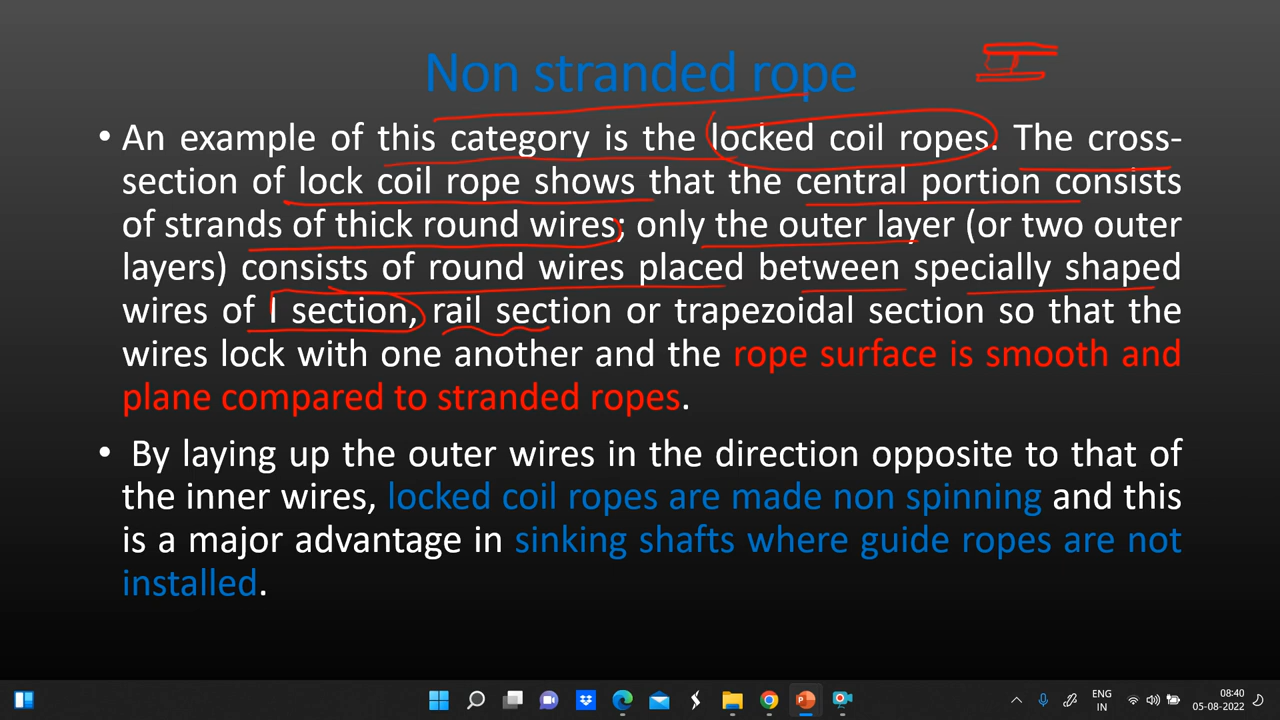 Non stranded rope
• An example of this category is the locked coil ropes. The cross-
section of lock coil rope shows that the central portion consists
of strands of thick round wires; only the outer layer (or two outer
layers) consists of round wires placed between specially shaped
wires of I section, rail section or trapezoidal section so that the
wires lock with one another and the rope surface is smooth and
plane compared to stranded ropes.
• By laying up the outer wires in the direction opposite to that of
the inner wires, locked coil ropes are made non spinning and this
is a major advantage in sinking shafts where guide ropes are not
installed.
ENG
IN
08:40
05-08-2022